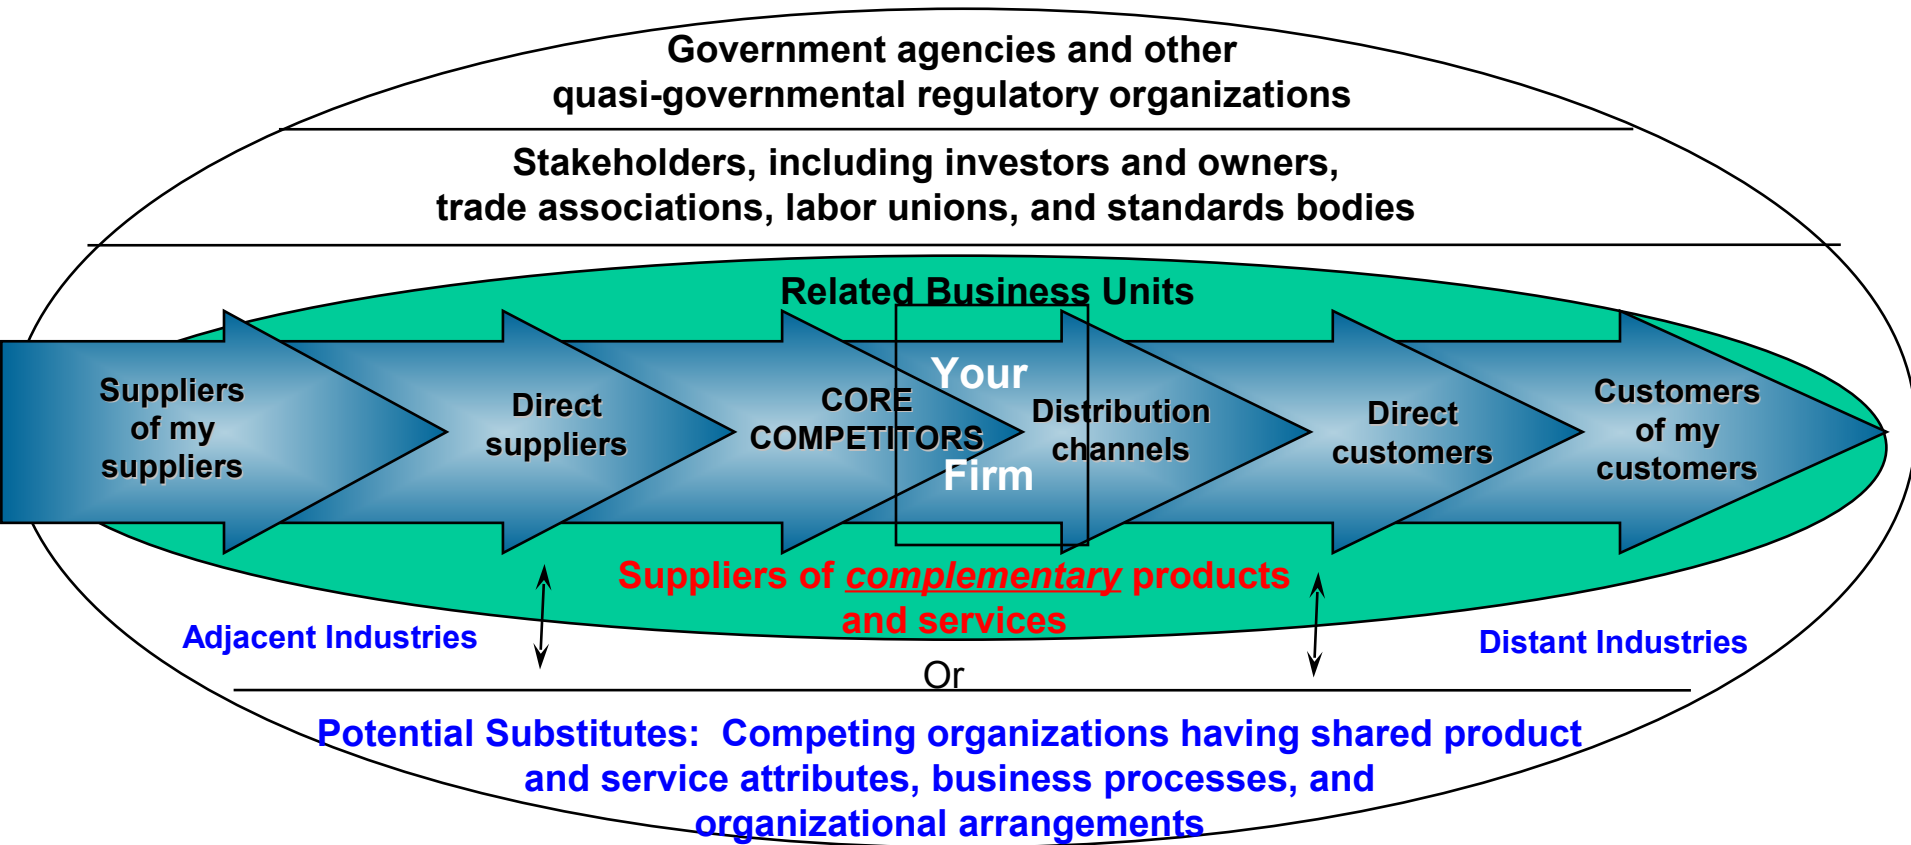 Government agencies and other
quasi-governmental regulatory organizations
Stakeholders, including investors and owners,
trade associations, labor unions, and standards bodies
Related Business Units
Suppliers
of my
suppliers
Direct
suppliers
CORE
COMPETITORS
Your
Firm
Distribution
channels
Direct
customers
Customers
of my
customers
Suppliers of complementary products
and services
Adjacent Industries
Distant Industries
Or
Potential Substitutes:  Competing organizations having shared product
and service attributes, business processes, and
organizational arrangements